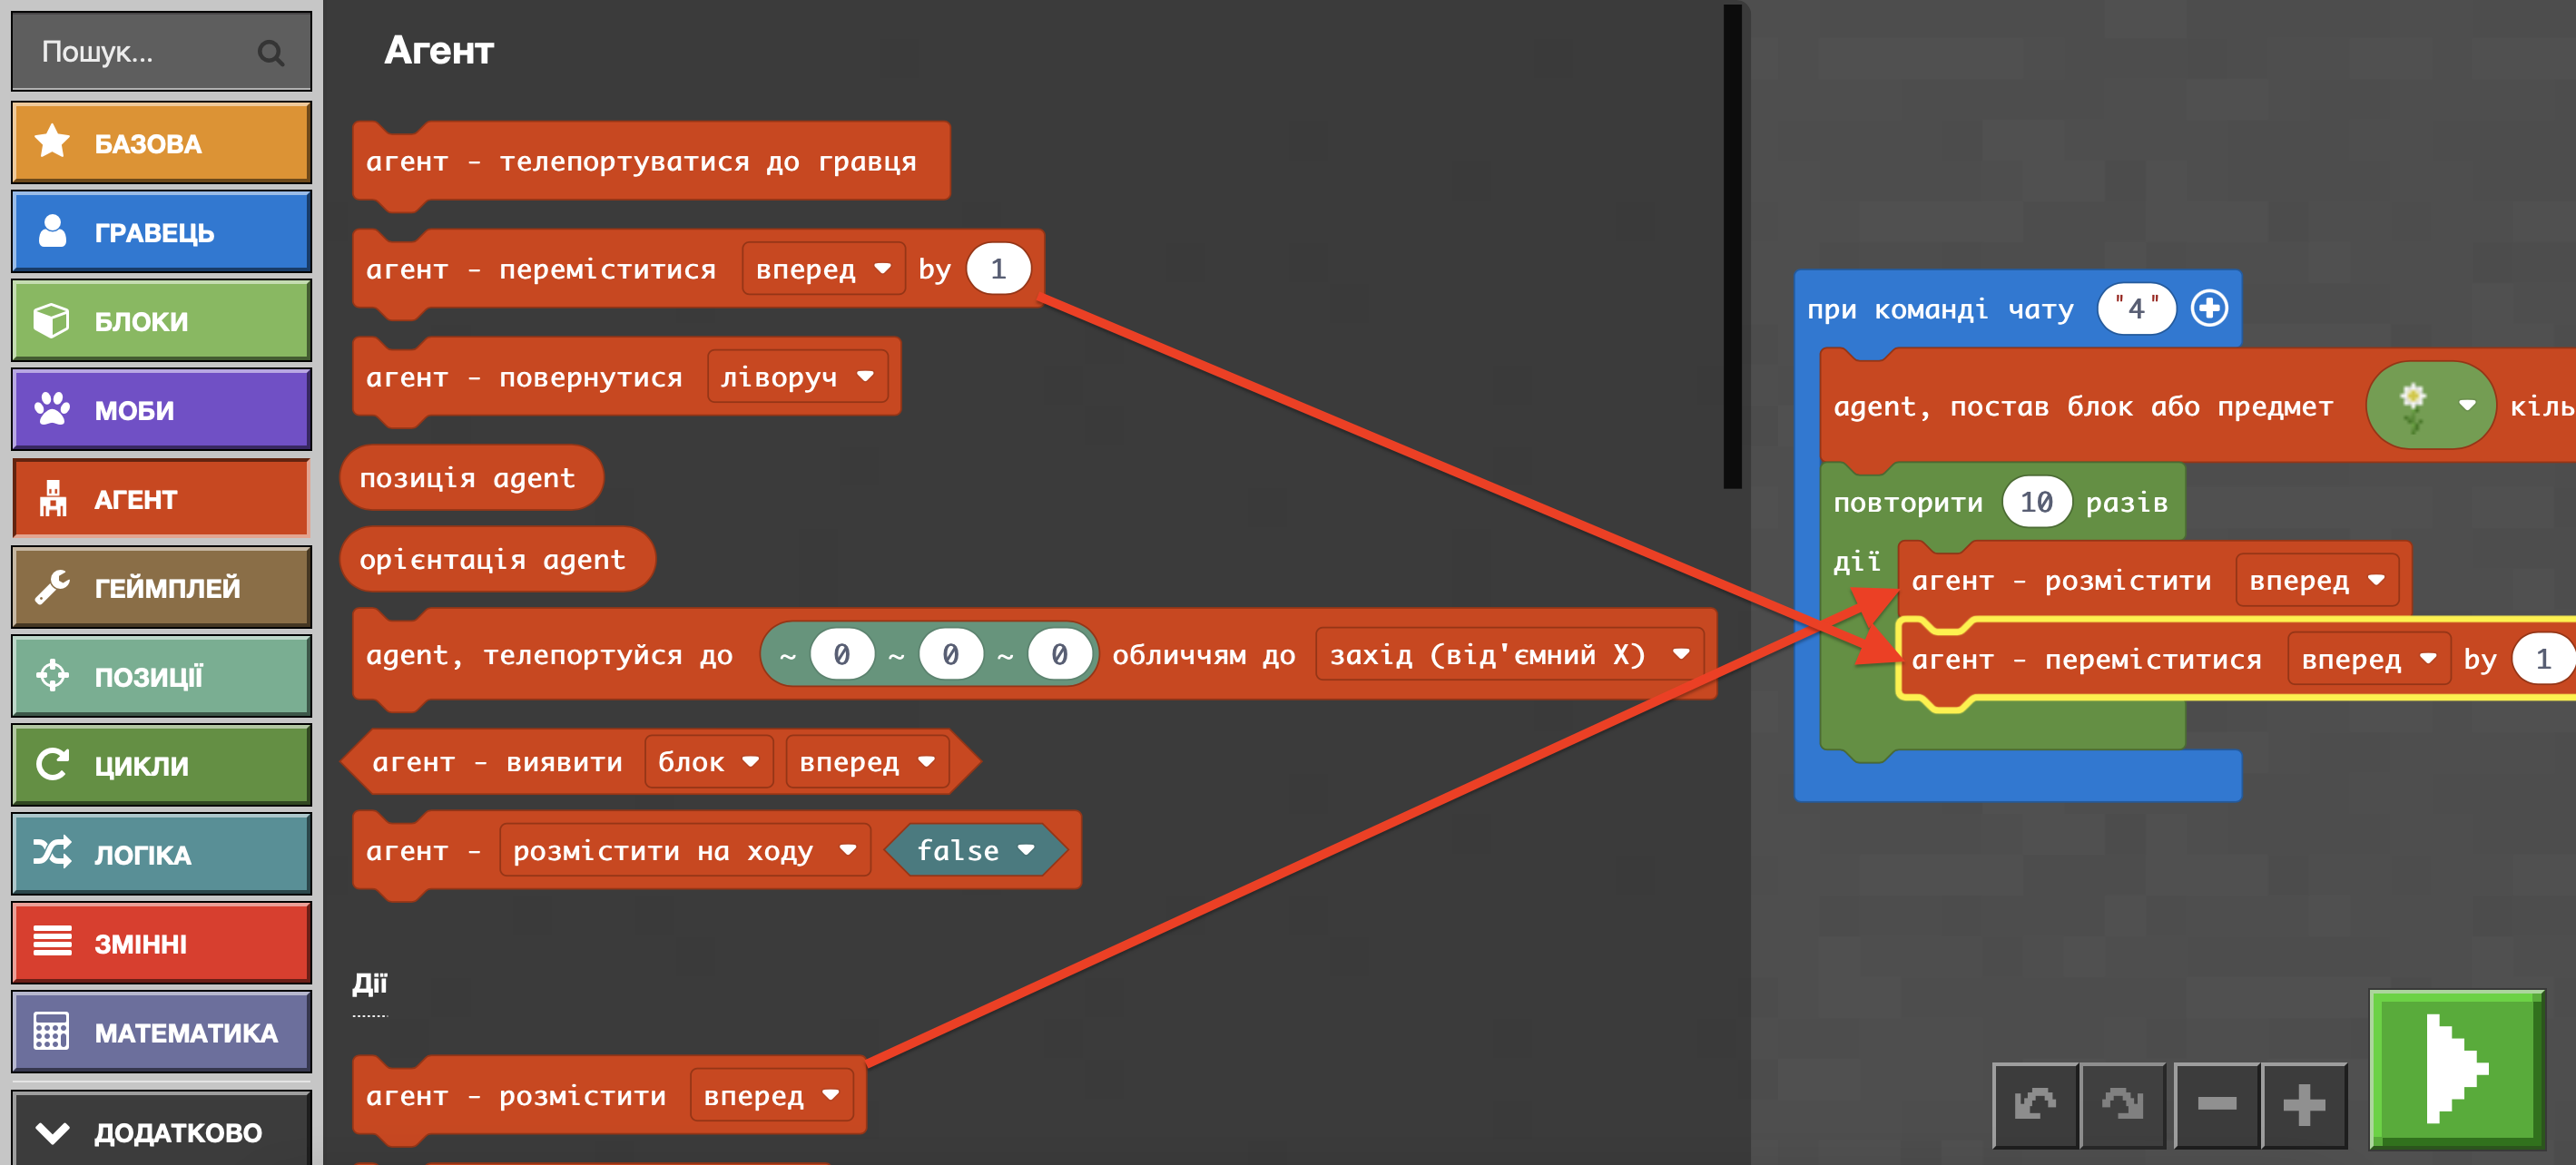 Пошук...
БАЗОВА
ГРАВЕЦЬ
БЛОКИ
МОБИ
АГЕНТ
ГЕЙМПЛЕЙ
ПОЗИЦІЇ
ЦИКЛИ
ЛОГІКА
ЗМІННІ
МАТЕМАТИКА
ДОДАТКОВО
Агент
агент - телепортуватися до гравця
агент - переміститися вперед by 1
агент - повернутися ліворуч
позиція agent
орієнтація agent
agent, телепортуйся до ~ 0 ~ 0 ~ 0 обличчям до захід (від'ємний X)
агент - виявити блок вперед
агент - розмістити на ходу false
Дії
агент - розмістити вперед
при команді чату "4"
agent, постав блок або предмет кіль
повторити 10 разів
дії
агент - розмістити вперед
агент - переміститися вперед by 1